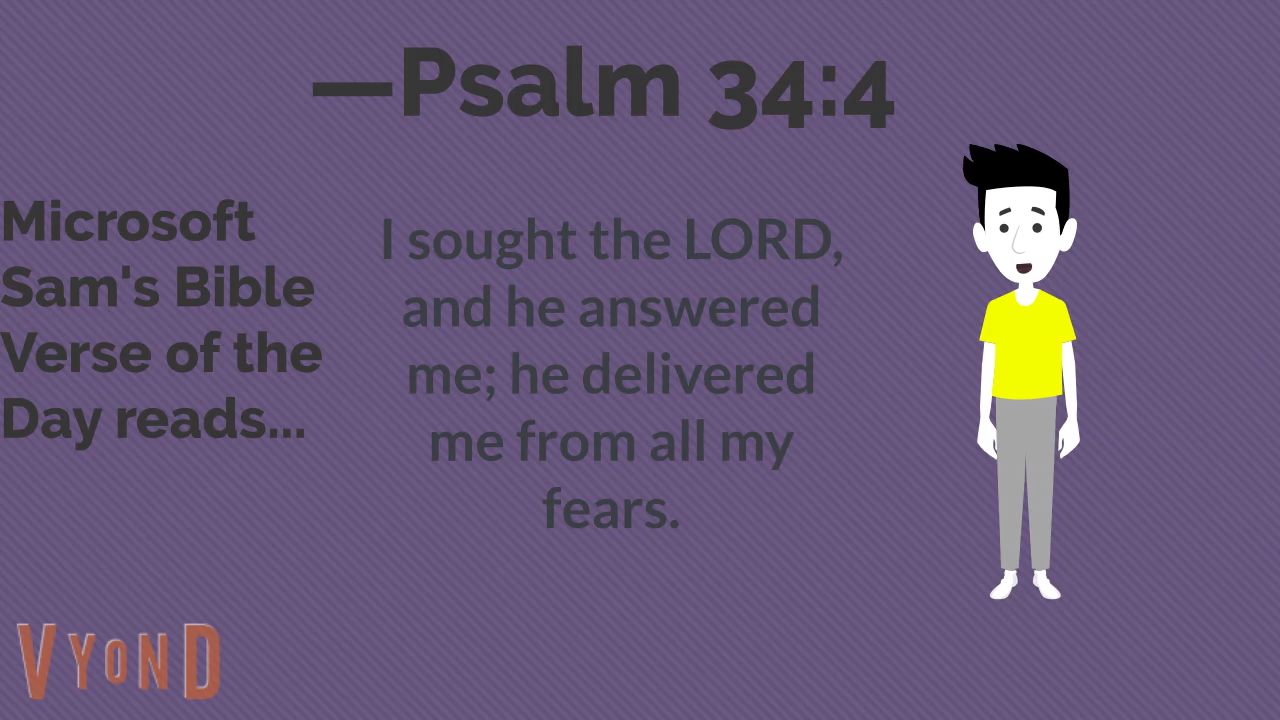 —Psalm 34:4
Microsoft
Sam's Bible
Verse of the
Day reads...
I sought the LORD,
and he answered
me; he delivered
me from all my
fears.
VYOND